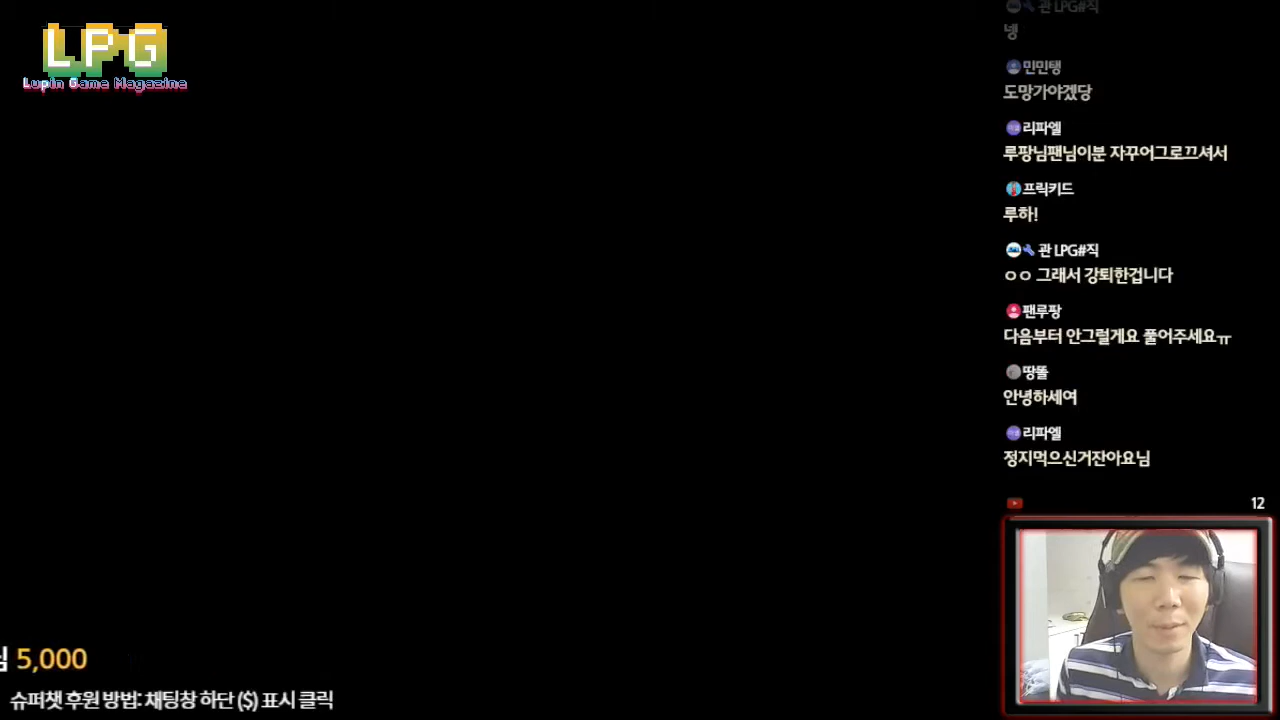 LPG
Lupin Game Magazine
관 LPG#직
넹
민민탱
도망가야겠당
리파엘
루팡님팬님이분 자꾸어그로끄셔서
프릭키드
루하!
관 LPG#직
ㅇㅇ 그래서 강퇴한겁니다
팬루팡
다음부터 안그럴게요 풀어주세요ㅠ
땅똘
안녕하세여
리파엘
정지먹으신거잔아요님
12
님 5,000
슈퍼챗 후원 방법: 채팅창 하단 ($) 표시 클릭